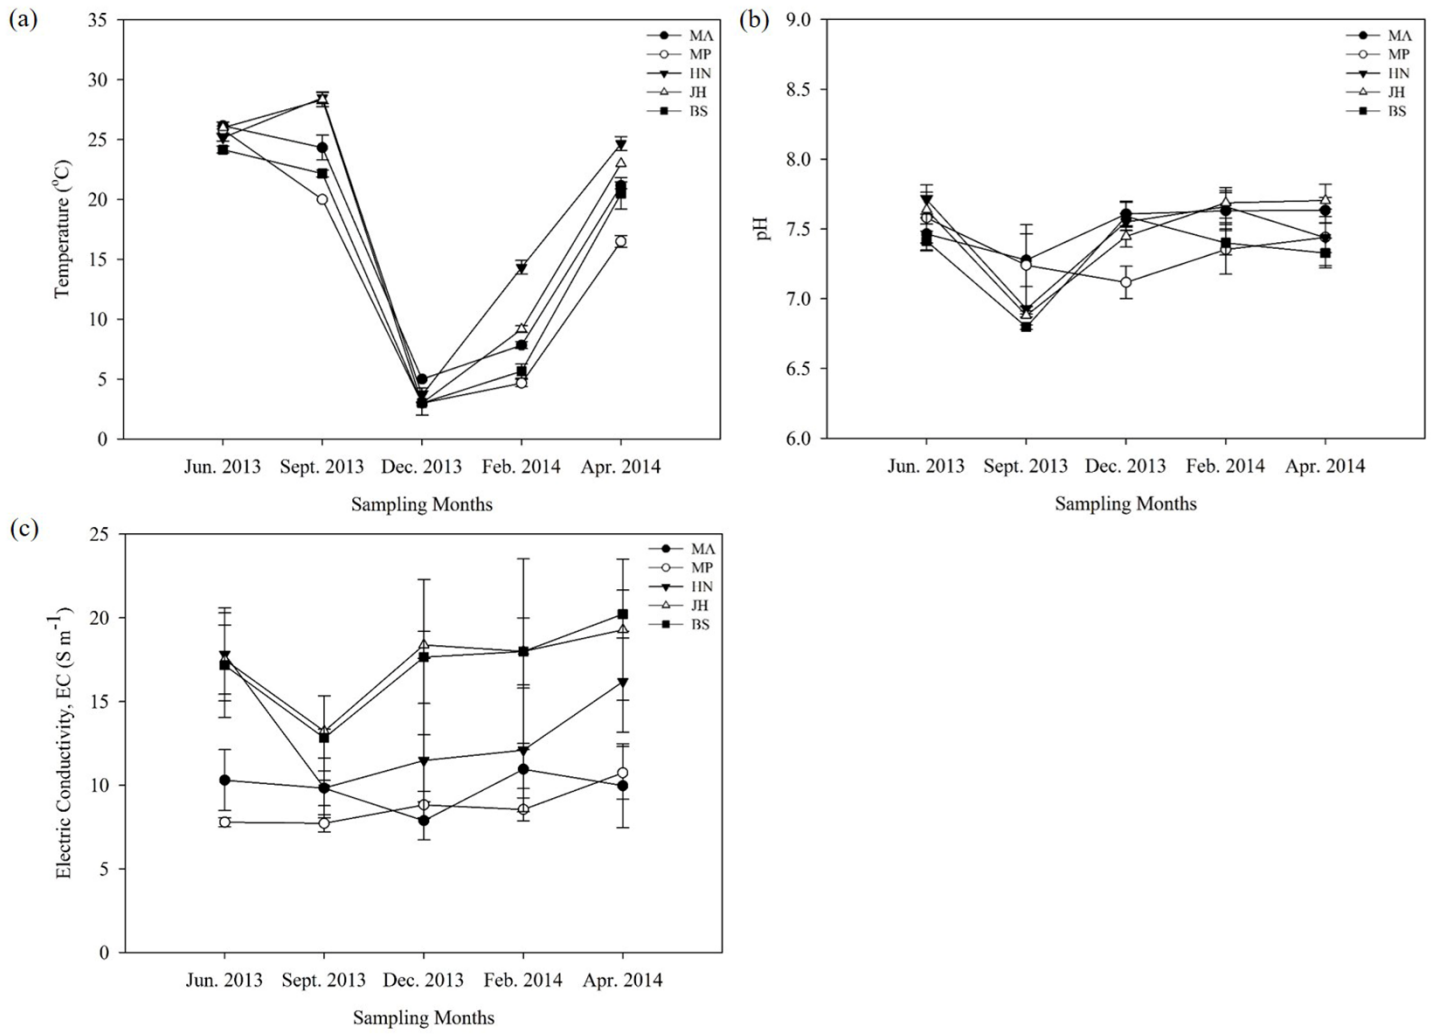 (a)
35
30
25
20
15
10
5
0
Temperature (°C)
MA
MP
HN
JH
BS
Jun. 2013 Sept. 2013 Dec. 2013 Feb. 2014 Apr. 2014
Sampling Months
(b)
9.0
8.5
8.0
7.5
7.0
6.5
6.0
pH
MA
MP
HN
JH
BS
Jun. 2013 Sept. 2013 Dec. 2013 Feb. 2014 Apr. 2014
Sampling Months
(c)
25
20
15
10
5
0
Electric Conductivity, EC (S m⁻¹)
MA
MP
HN
JH
BS
Jun. 2013 Sept. 2013 Dec. 2013 Feb. 2014 Apr. 2014
Sampling Months